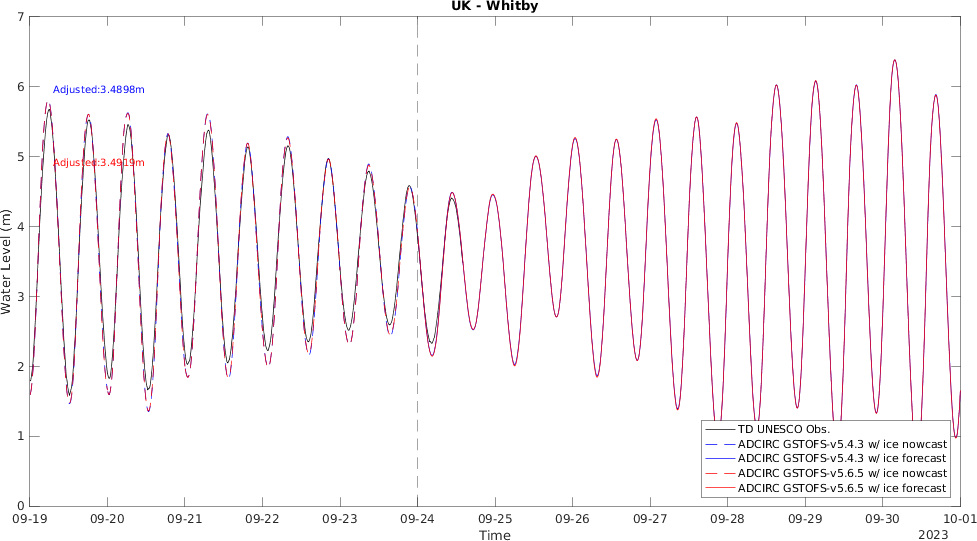 UK - Whitby
Water Level (m)
7
6
5
4
3
2
1
0
Adjusted:3.4898m
Adjusted:3.4919m
TD UNESCO Obs.
ADCIRC GSTOFS-v5.4.3 w/ ice nowcast
ADCIRC GSTOFS-v5.4.3 w/ ice forecast
ADCIRC GSTOFS-v5.6.5 w/ ice nowcast
ADCIRC GSTOFS-v5.6.5 w/ ice forecast
09-19 09-20 09-21 09-22 09-23 09-24 09-25 09-26 09-27 09-28 09-29 09-30 10-01
Time
2023